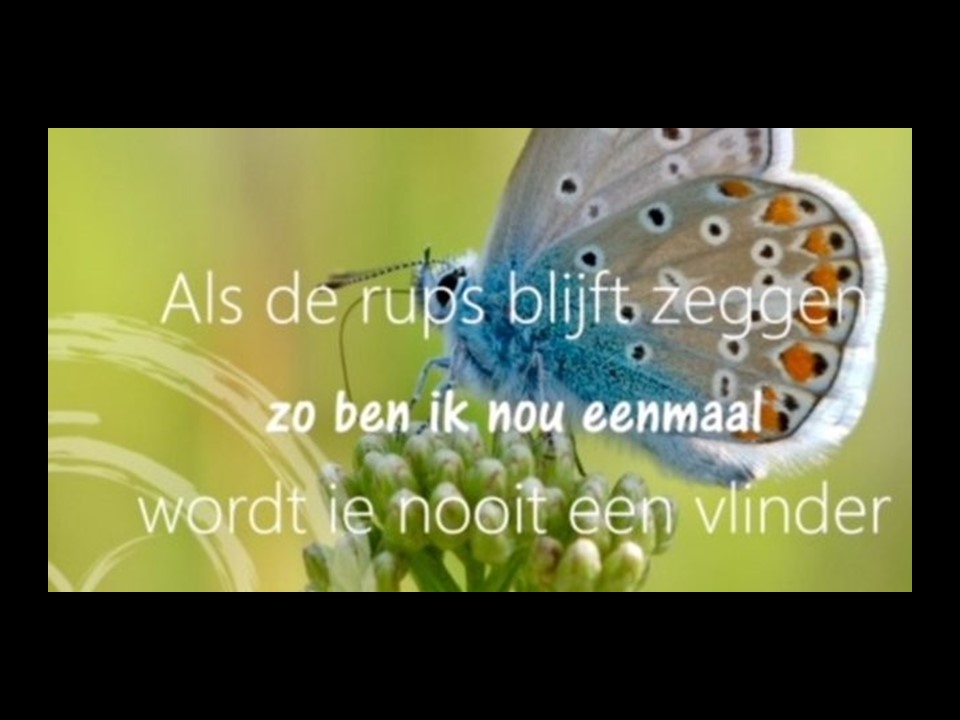 Als de rups blijft zeggen
zo ben ik nou eenmaal
wordt ie nooit een vlinder